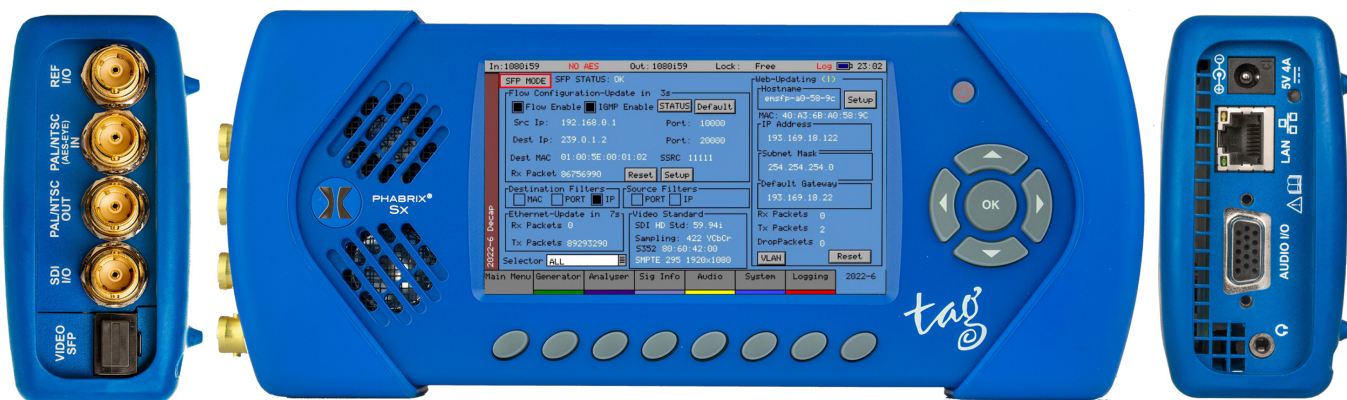 REF
I/O
PAL/NTSC
(AES-EYE)
IN
PAL/NTSC
OUT
SDI
I/O
VIDEO
SFP
PHABRIX®
Sx
In:1080i59 NO AES Out:1080i59 Lock: Free Log 23:02
SFP MODE SFP STATUS: OK
Flow Configuration-Update in 3s
Flow Enable IGMP Enable STATUS Default
Src Ip: 192.168.0.1 Port: 10000
Dest Ip: 239.0.1.2 Port: 20000
Dest MAC 01:00:5E:00:01:02 SSRC 11111
Rx Packet 86756990 Reset Setup
Destination Filters Source Filters
MAC PORT IP PORT IP
Ethernet-Update in 7s
Rx Packets 0
Tx Packets 89293290
Selector ALL
Video Standard
SDI HD Std: 59.94i
Sampling: 422 YCbCr
S352 80:60:42:00
SMPTE 295 1920x1080
Web-Updating (1)
Hostname
emsfp-a0-58-9c Setup
MAC: 40:A3:6B:A0:58:9C
IP Address
193.169.18.122
Subnet Mask
254.254.254.0
Default Gateway
193.169.18.22
Rx Packets 0
Tx Packets 2
DropPackets 0
VLAN Reset
2022-6 Decap
Main Menu Generator Analyser Sig Info Audio System Logging 2022-6
OK
tag
5V 4A
LAN
AUDIO I/O